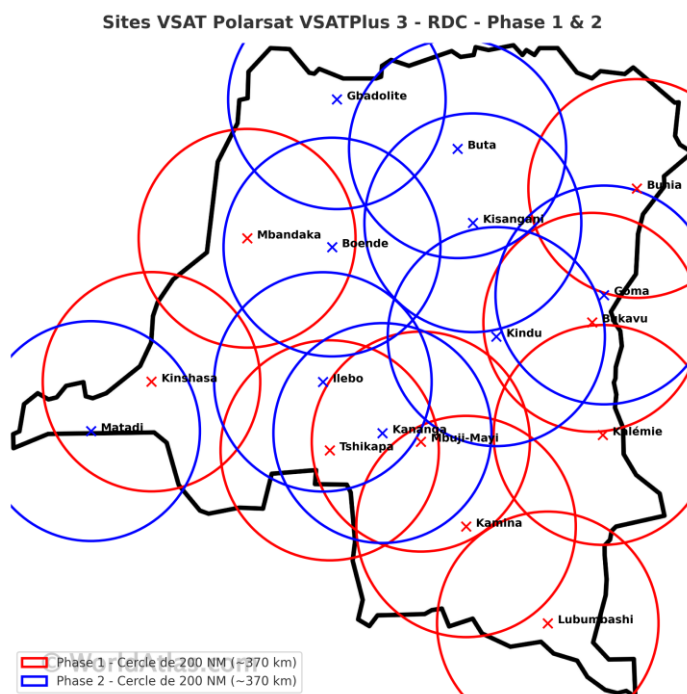 Sites VSAT Polarsat VSATPlus 3 - RDC - Phase 1 & 2
Gbadolite
Buta
Bunia
Kisangani
Mbandaka
Boende
Goma
Bukavu
Kindu
Kinshasa
Ilebo
Matadi
Kananga
Kalémie
Mbuji-Mayi
Tshikapa
Kamina
Lubumbashi
© WorldAtlas.com
Phase 1 - Cercle de 200 NM (~370 km)
Phase 2 - Cercle de 200 NM (~370 km)